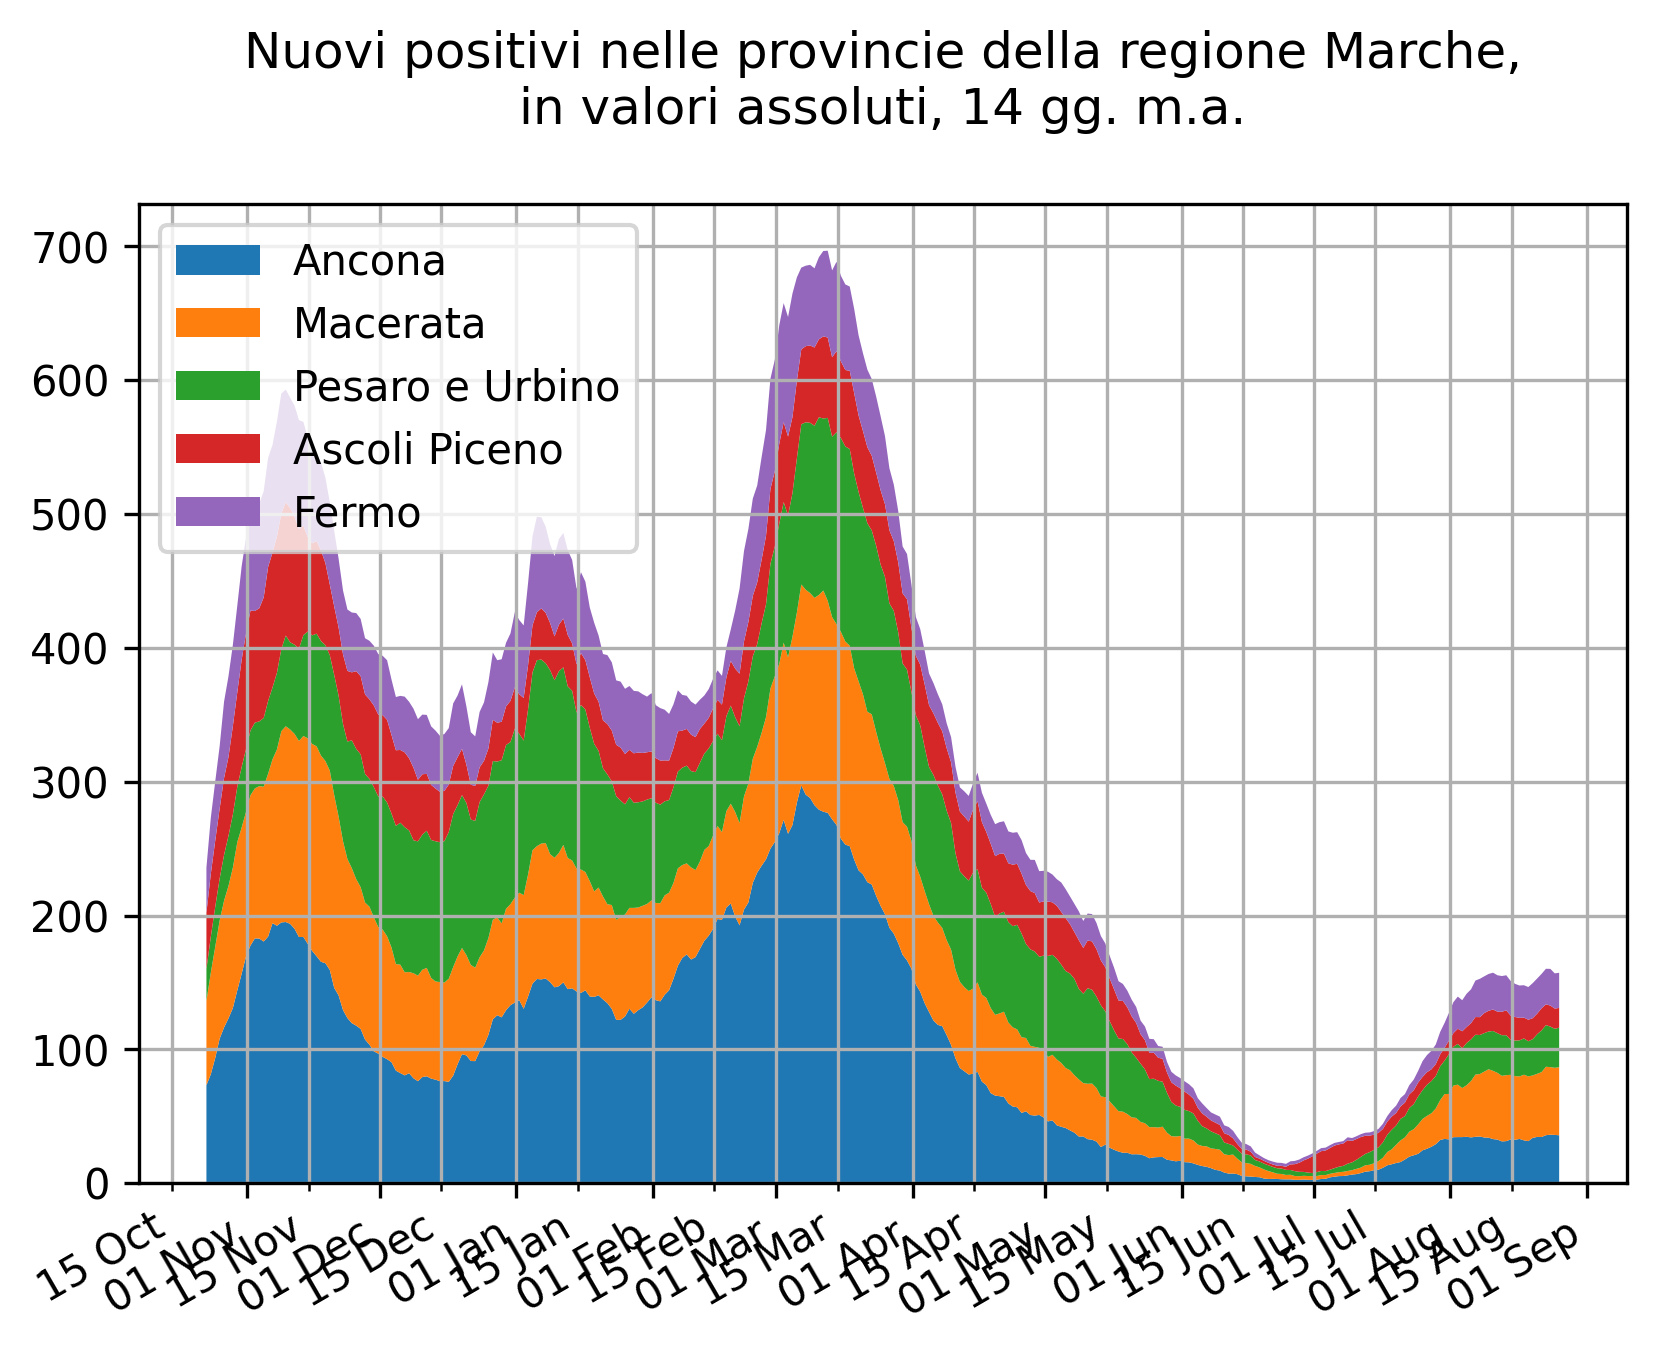 Nuovi positivi nelle provincie della regione Marche,
in valori assoluti, 14 gg. m.a.
700
600
500
400
300
200
100
0
Ancona
Macerata
Pesaro e Urbino
Ascoli Piceno
Fermo
15 Oct
01 Nov
15 Nov
01 Dec
15 Dec
01 Jan
15 Jan
01 Feb
15 Feb
01 Mar
15 Mar
01 Apr
15 Apr
01 May
15 May
01 Jun
15 Jun
01 Jul
15 Jul
01 Aug
15 Aug
01 Sep